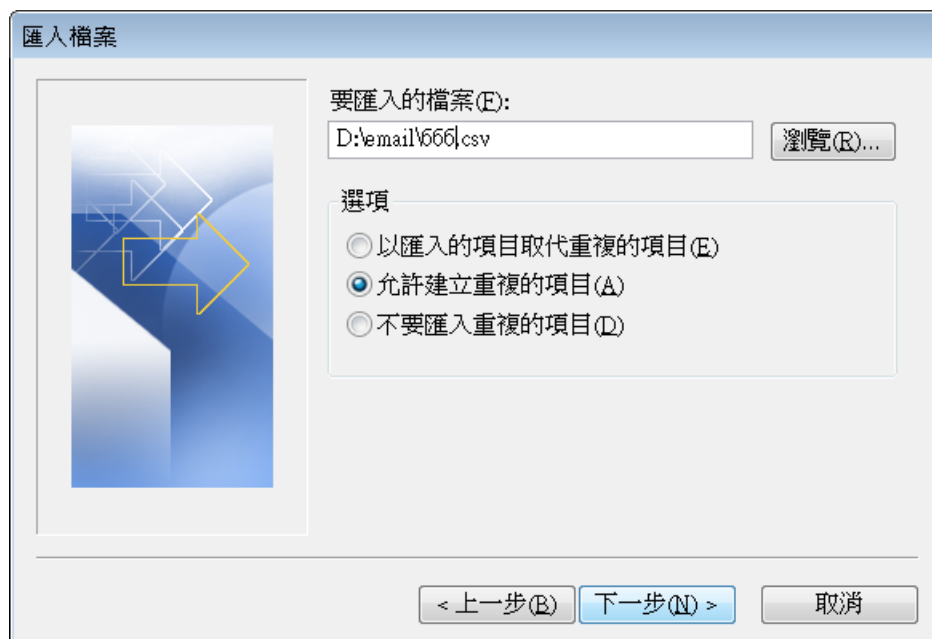 匯入檔案
要匯入的檔案(F):
D:\email\666.csv
瀏覽(R)...
選項
以匯入的項目取代重複的項目(E)
允許建立重複的項目(A)
不要匯入重複的項目(D)
< 上一步(B)
下一步(N) >
取消